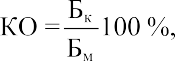 КО = Бк/Бм 100 %,